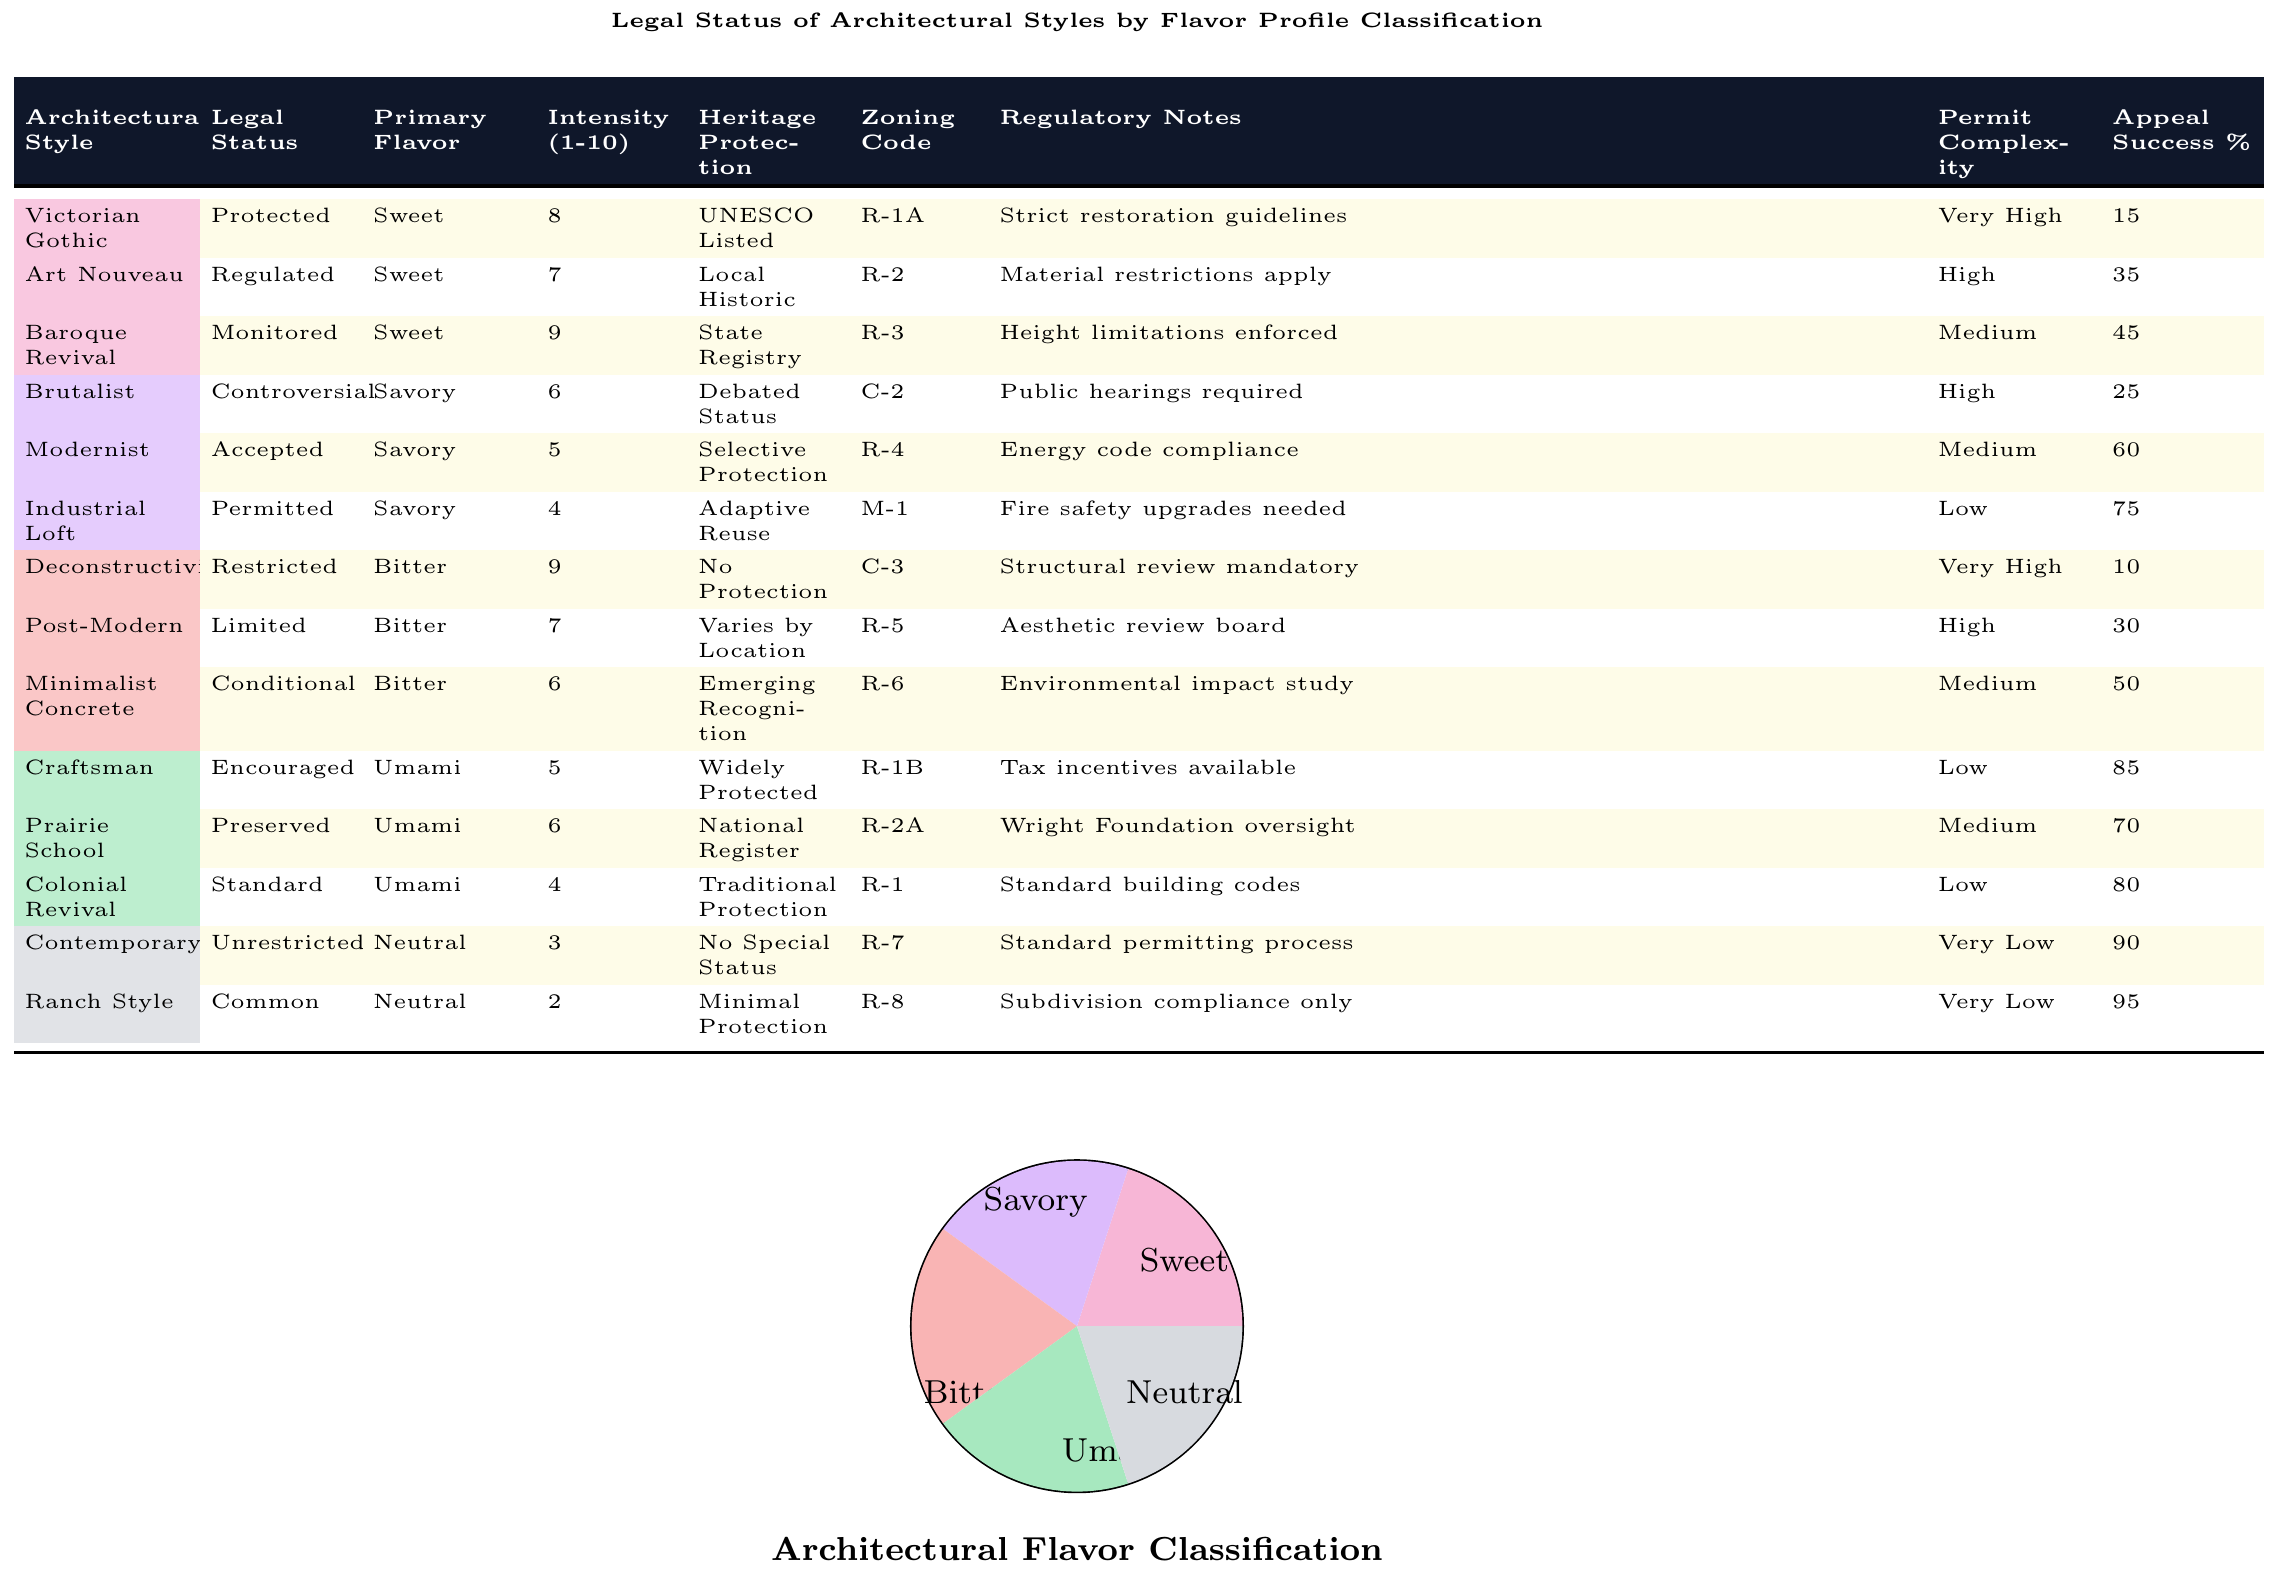 Legal Status of Architectural Styles by Flavor Profile Classification
Architectura Legal Primary Intensity Heritage Zoning Regulatory Notes Permit Appeal
Style Status Flavor (1-10) Protec- Code Complex- Success %
tion ity
Victorian Protected Sweet 8 UNESCO R-1A Strict restoration guidelines Very High 15
Gothic Listed
Art Nouveau Regulated Sweet 7 Local R-2 Material restrictions apply High 35
Historic
Baroque Monitored Sweet 9 State R-3 Height limitations enforced Medium 45
Revival Registry
Brutalist Controversial Savory 6 Debated C-2 Public hearings required High 25
Status
Modernist Accepted Savory 5 Selective R-4 Energy code compliance Medium 60
Protection
Industrial Permitted Savory 4 Adaptive M-1 Fire safety upgrades needed Low 75
Loft Reuse
Deconstructivi Restricted Bitter 9 No C-3 Structural review mandatory Very High 10
Protection
Post-Modern Limited Bitter 7 Varies by R-5 Aesthetic review board High 30
Location
Minimalist Conditional Bitter 6 Emerging R-6 Environmental impact study Medium 50
Concrete Recogni-
tion
Craftsman Encouraged Umami 5 Widely R-1B Tax incentives available Low 85
Protected
Prairie Preserved Umami 6 National R-2A Wright Foundation oversight Medium 70
School Register
Colonial Standard Umami 4 Traditional R-1 Standard building codes Low 80
Revival Protection
Contemporary Unrestricted Neutral 3 No Special R-7 Standard permitting process Very Low 90
Status
Ranch Style Common Neutral 2 Minimal R-8 Subdivision compliance only Very Low 95
Protection
Savory
Sweet
Bitt
Neutral
Um
Architectural Flavor Classification